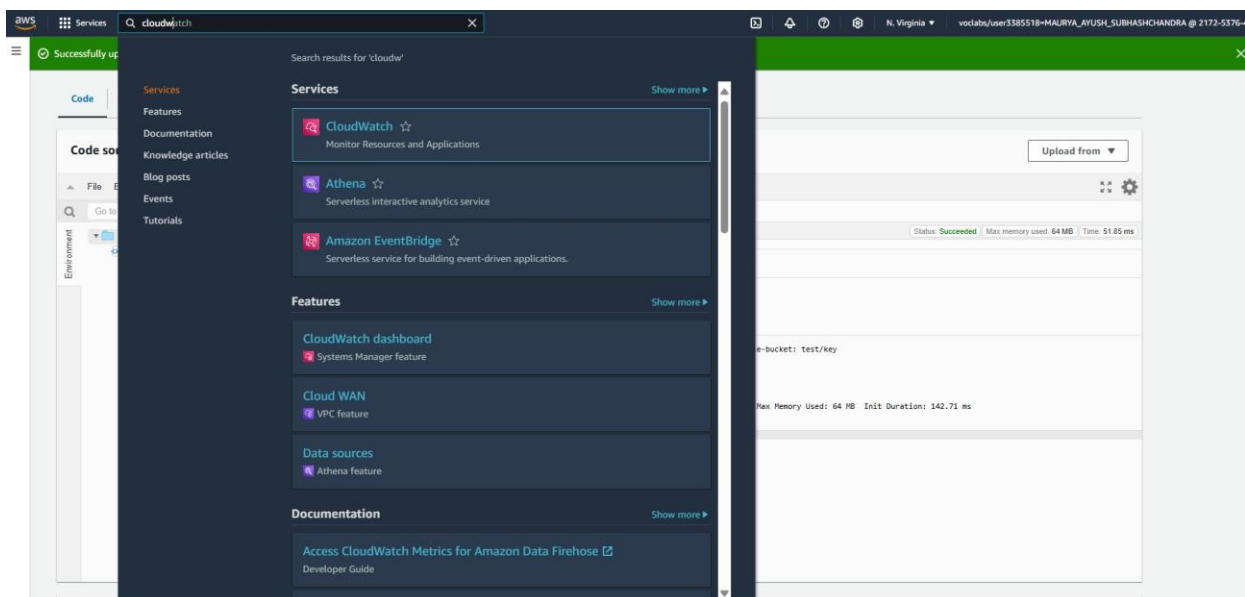 aws
Services
cloudwatch
N. Virginia ▼
voclabs/user3385518=MAURYA_AYUSH_SUBHASHCHANDRA @ 2172-5376-
Successfully up
Search results for 'cloudw'
Services
Features
Documentation
Knowledge articles
Blog posts
Events
Tutorials
Services
Show more ▶
CloudWatch ☆
Monitor Resources and Applications
Athena ☆
Serverless interactive analytics service
Amazon EventBridge ☆
Serverless service for building event-driven applications.
Features
Show more ▶
CloudWatch dashboard
Systems Manager feature
Cloud WAN
VPC feature
Data sources
Athena feature
Documentation
Show more ▶
Access CloudWatch Metrics for Amazon Data Firehose
Developer Guide
Code
Code sou
Upload from ▼
File E
Go to
Environment
Status: Succeeded Max memory used: 64 MB Time: 51.85 ms
e-bucket: test/key
Max Memory Used: 64 MB Init Duration: 142.71 ms